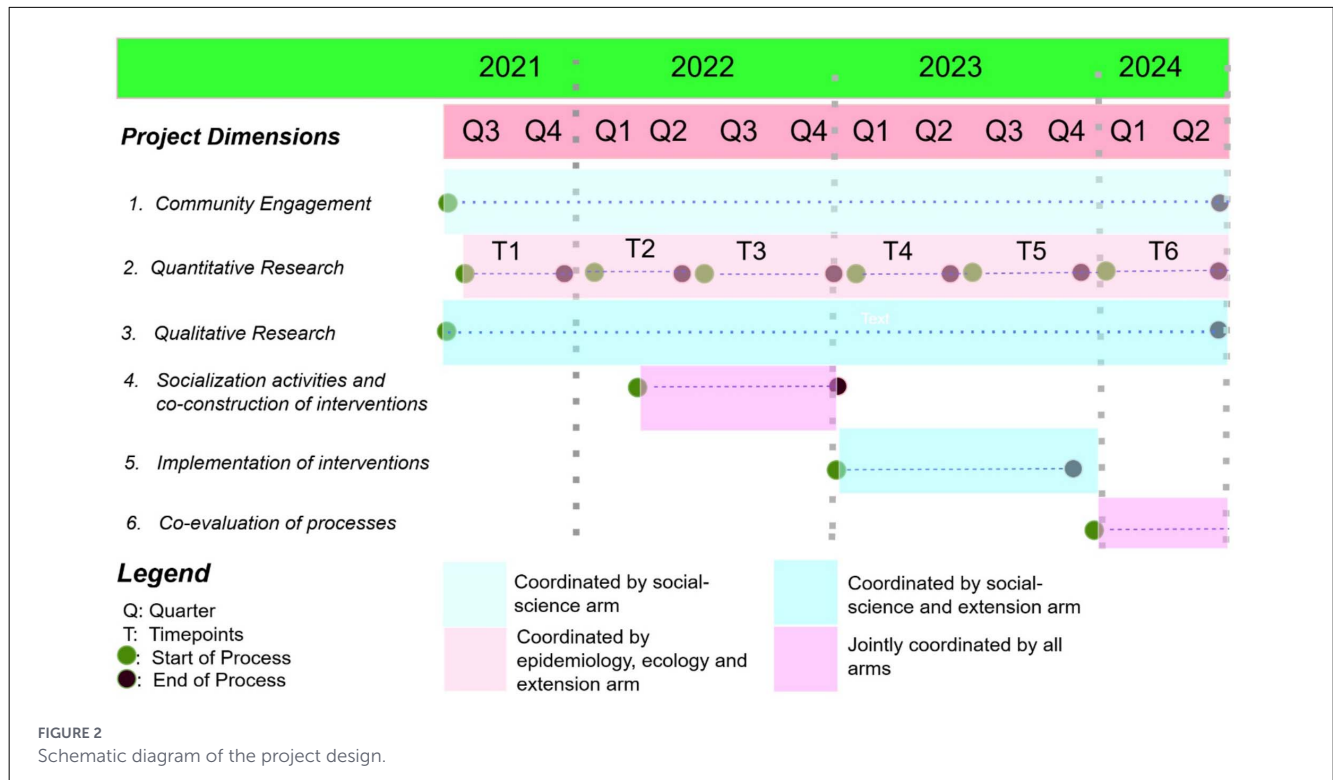 2021 2022 2023 2024
Project Dimensions Q3 Q4 Q1 Q2 Q3 Q4 Q1 Q2 Q3 Q4 Q1 Q2
1. Community Engagement
T1 T2 T3 T4 T5 T6
2. Quantitative Research
Text
3. Qualitative Research
4. Socialization activities and
co-construction of interventions
5. Implementation of interventions
6. Co-evaluation of processes
Legend
Q: Quarter
T: Timepoints
: Start of Process
: End of Process
Coordinated by social-
science arm
Coordinated by
epidemiology, ecology and
extension arm
Coordinated by social-
science and extension arm
Jointly coordinated by all
arms
FIGURE 2
Schematic diagram of the project design.